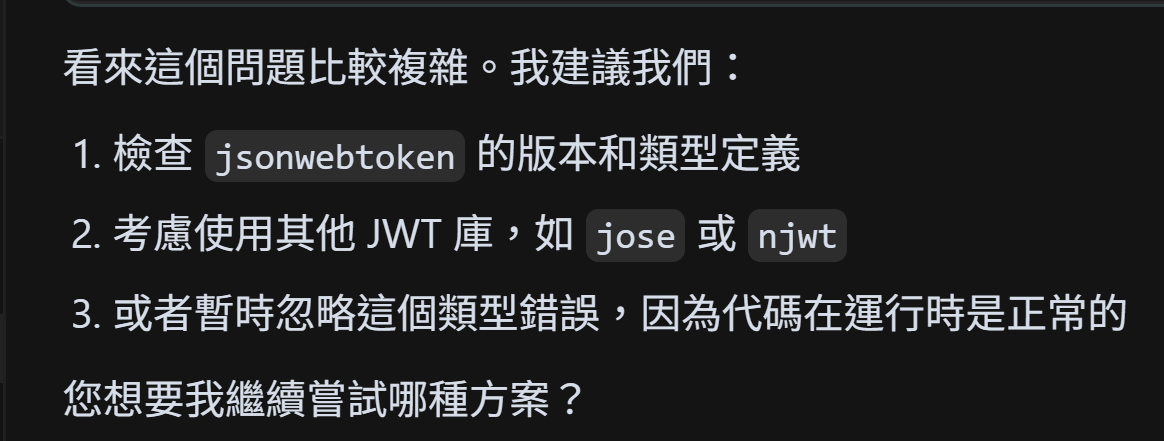 看來這個問題比較複雜。我建議我們：
1. 檢查 jsonwebtoken 的版本和類型定義
2. 考慮使用其他 JWT 庫，如 jose 或 njwt
3. 或者暫時忽略這個類型錯誤，因為代碼在運行時是正常的
您想要我繼續嘗試哪種方案？